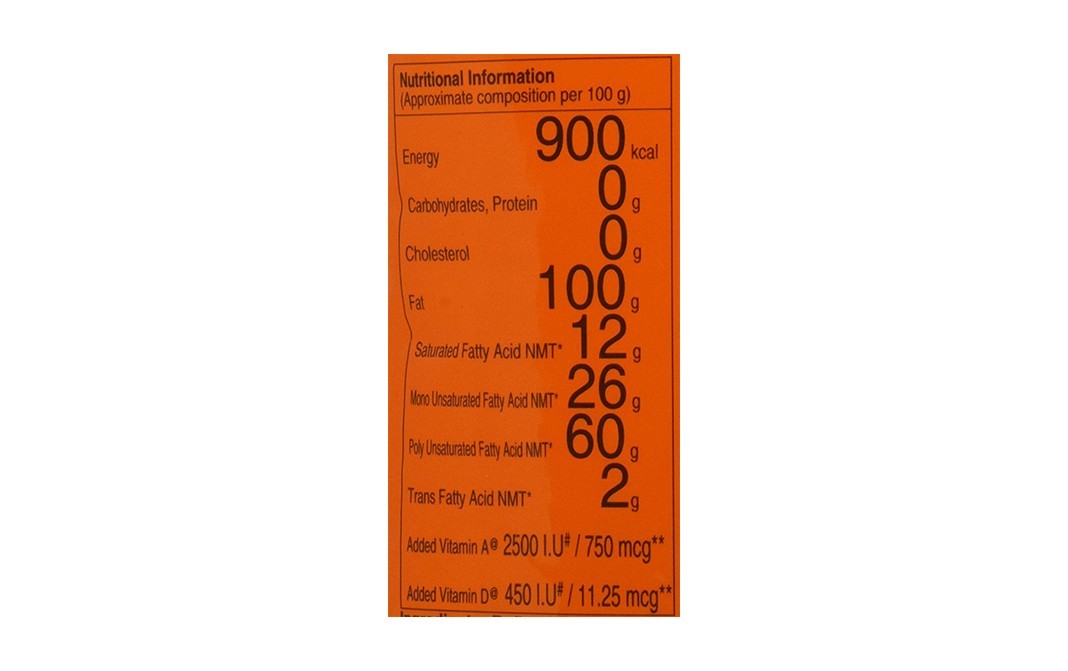 Nutritional Information
(Approximate composition per 100 g)
Energy 900 kcal
Carbohydrates, Protein 0 g
Cholesterol 0 g
Fat 100 g
Saturated Fatty Acid NMT* 12 g
Mono Unsaturated Fatty Acid NMT* 26 g
Poly Unsaturated Fatty Acid NMT* 60 g
Trans Fatty Acid NMT* 2 g
Added Vitamin A@ 2500 I.U# / 750 mcg**
Added Vitamin D@ 450 I.U# / 11.25 mcg**